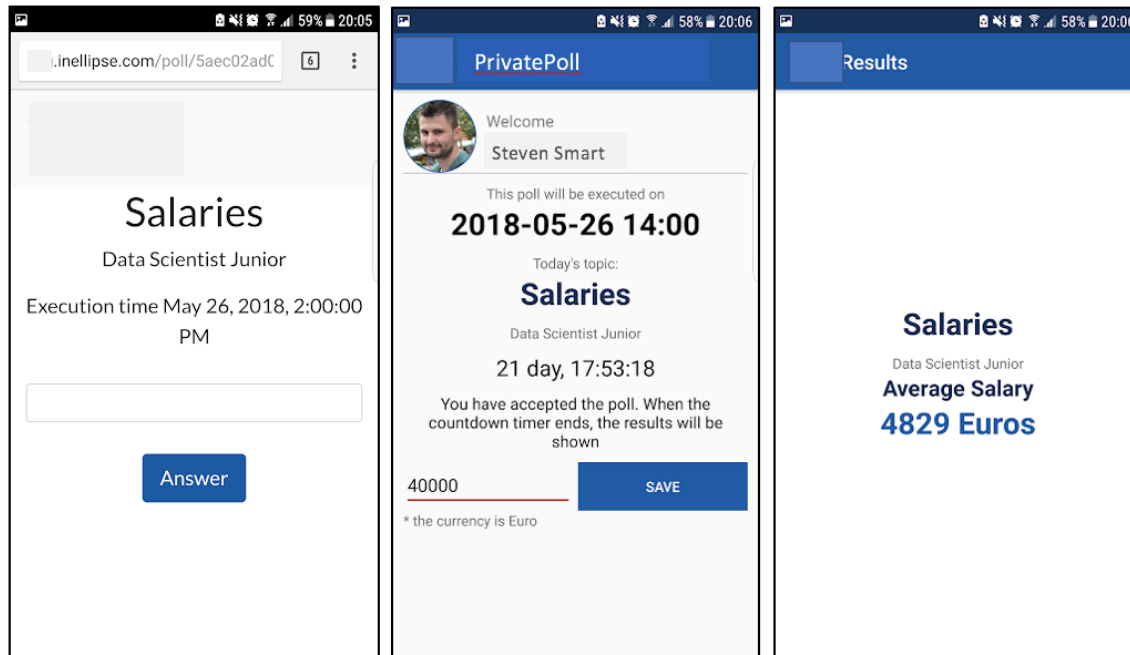 59% 20:05
.inellipse.com/poll/5aec02ad0
6
Salaries
Data Scientist Junior
Execution time May 26, 2018, 2:00:00
PM
Answer
58% 20:06
PrivatePoll
Welcome
Steven Smart
This poll will be executed on
2018-05-26 14:00
Today's topic:
Salaries
Data Scientist Junior
21 day, 17:53:18
You have accepted the poll. When the
countdown timer ends, the results will be
shown
40000
SAVE
* the currency is Euro
58% 20:06
Results
Salaries
Data Scientist Junior
Average Salary
4829 Euros